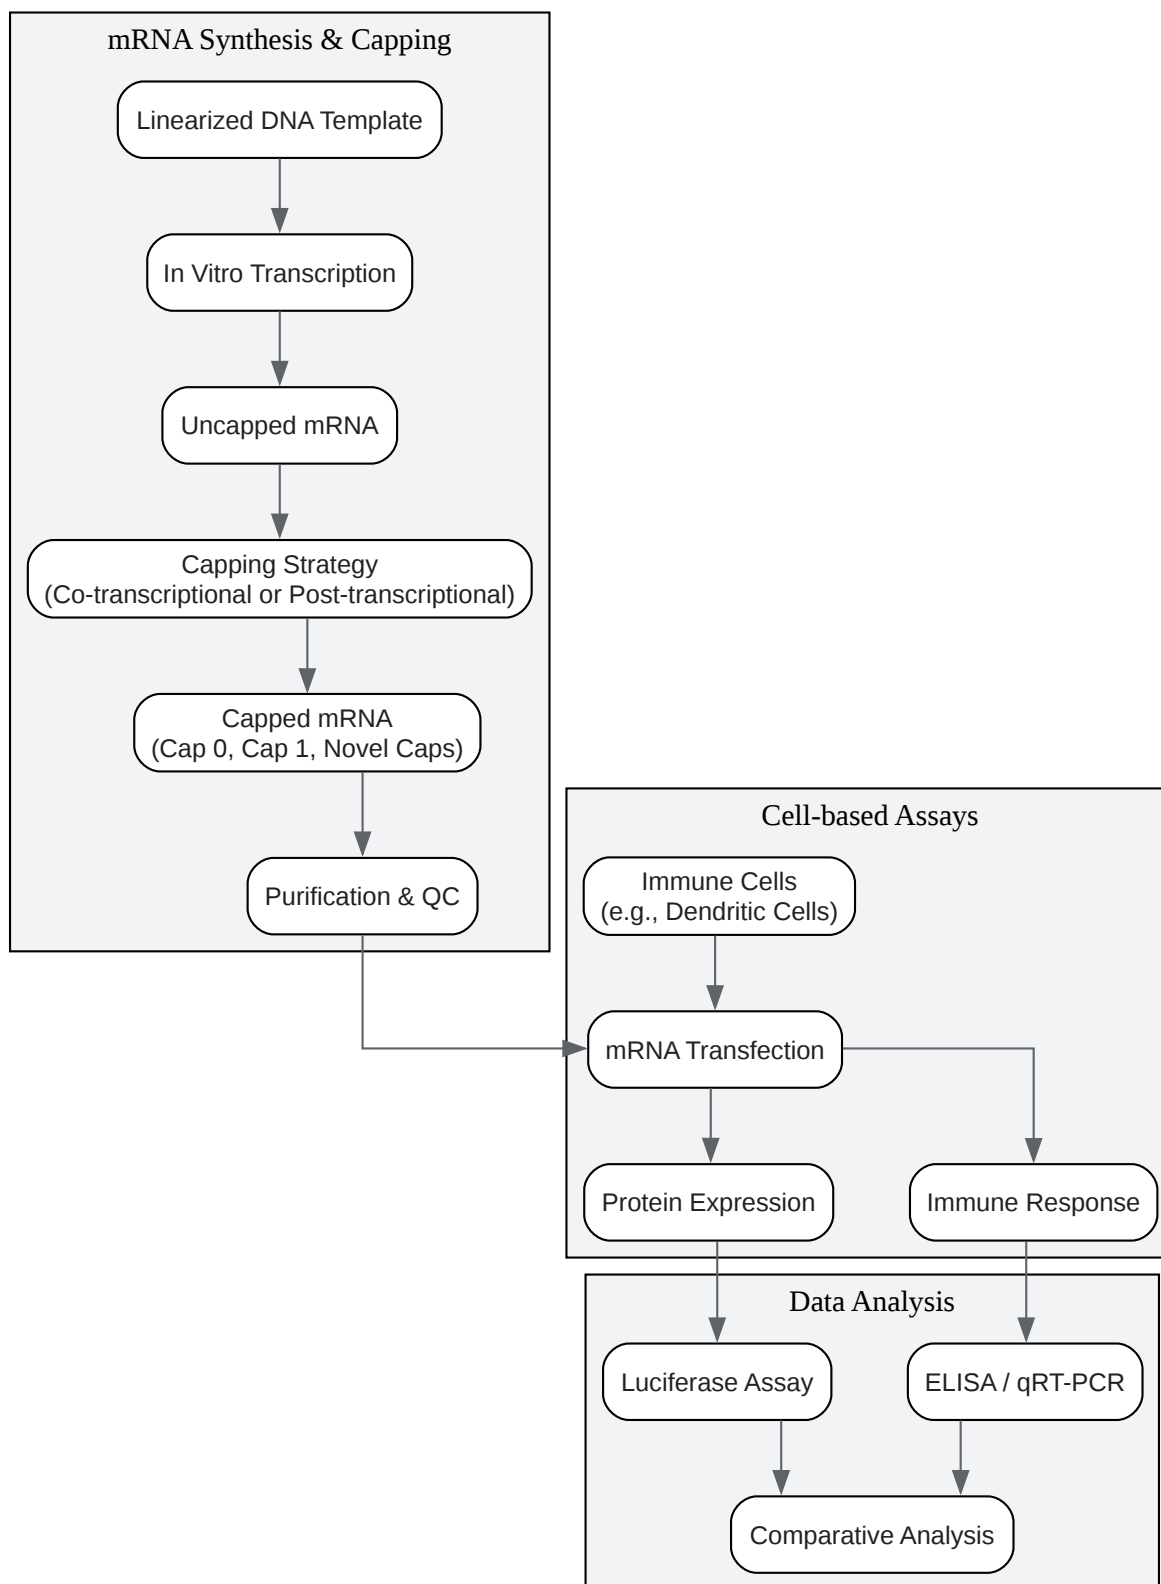 mRNA Synthesis & Capping
Linearized DNA Template
In Vitro Transcription
Uncapped mRNA
Capping Strategy
(Co-transcriptional or Post-transcriptional)
Capped mRNA
(Cap 0, Cap 1, Novel Caps)
Purification & QC
Cell-based Assays
Immune Cells
(e.g., Dendritic Cells)
mRNA Transfection
Protein Expression
Immune Response
Data Analysis
Luciferase Assay
ELISA / qRT-PCR
Comparative Analysis